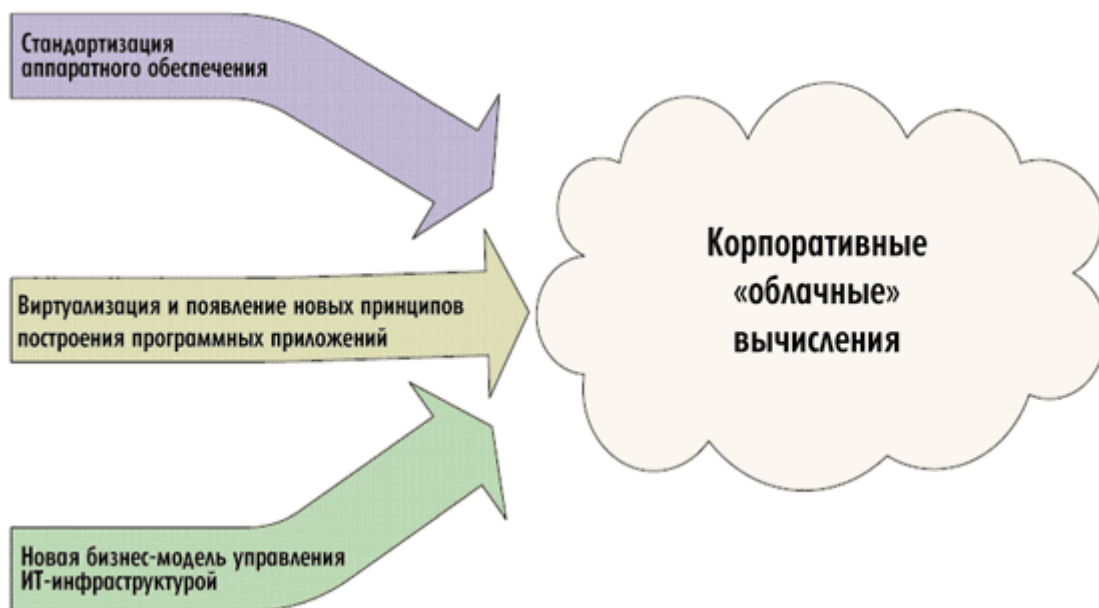 Стандартизация
аппаратного обеспечения
Виртуализация и появление новых принципов
построения программных приложений
Новая бизнес-модель управления
ИТ-инфраструктурой
Корпоративные
«облачные»
вычисления